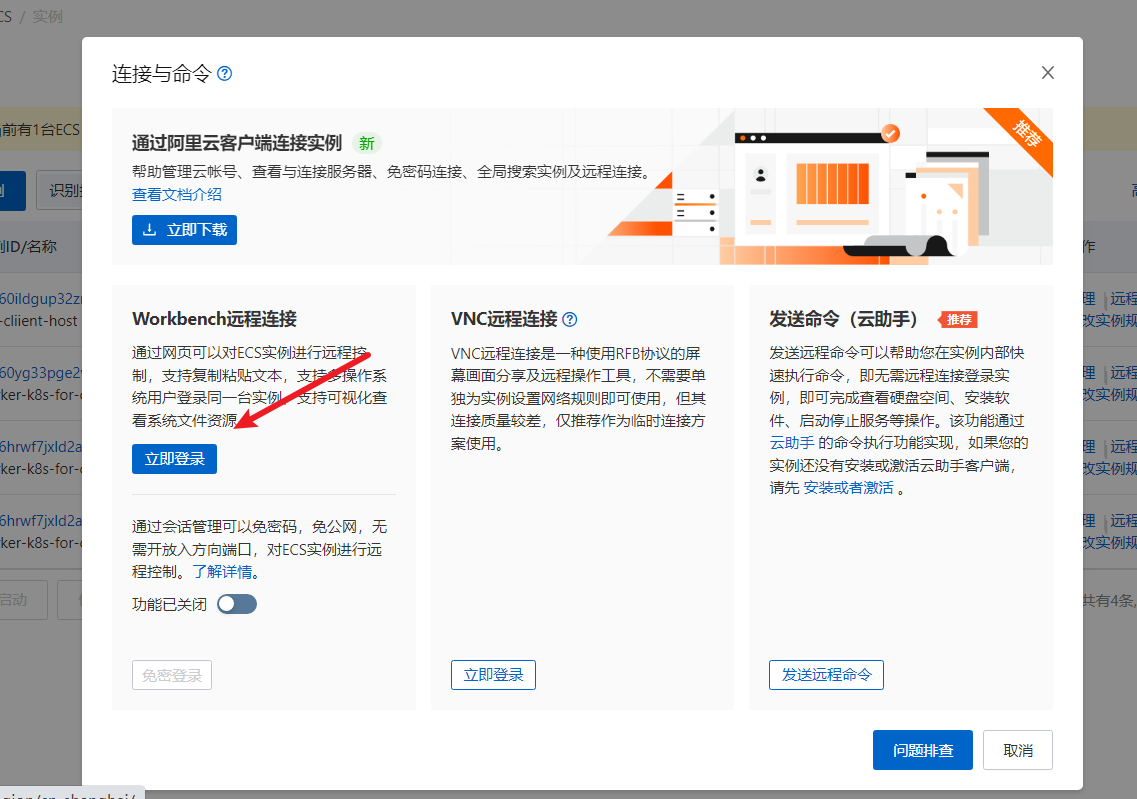 CS / 实例
连接与命令
前有1台ECS
推荐
通过阿里云客户端连接实例 新
帮助管理云帐号、查看与连接服务器、免密码连接、全局搜索实例及远程连接。
查看文档介绍
立即下载
识别
ID/名称
作
Workbench远程连接
通过网页可以对ECS实例进行远程控
制，支持复制粘贴文本，支持多操作系
统用户登录同一台实例，支持可视化查
看系统文件资源
立即登录
通过会话管理可以免密码，免公网，无
需开放入方向端口，对ECS实例进行远
程控制。了解详情。
功能已关闭
免密登录
VNC远程连接
VNC远程连接是一种使用RFB协议的屏
幕画面分享及远程操作工具，不需要单
独为实例设置网络规则即可使用，但其
连接质量较差，仅推荐作为临时连接方
案使用。
立即登录
发送命令（云助手） 推荐
发送远程命令可以帮助您在实例内部快
速执行命令，即无需远程连接登录实
例，即可完成查看硬盘空间、安装软
件、启动停止服务等操作。该功能通过
云助手 的命令执行功能实现，如果您的
实例还没有安装或激活云助手客户端，
请先 安装或者激活 。
发送远程命令
60ildgup32z
-cliient-host
60yg33pge2
ker-k8s-for-
6hrwf7jxld2a
ker-k8s-for-
6hrwf7jxld2a
ker-k8s-for-
理 | 远程
改实例规
理 | 远程
改实例规
理 | 远程
改实例规
理 | 远程
改实例规
启动
共有4条,
问题排查
取消
gion/cn-shanghai/